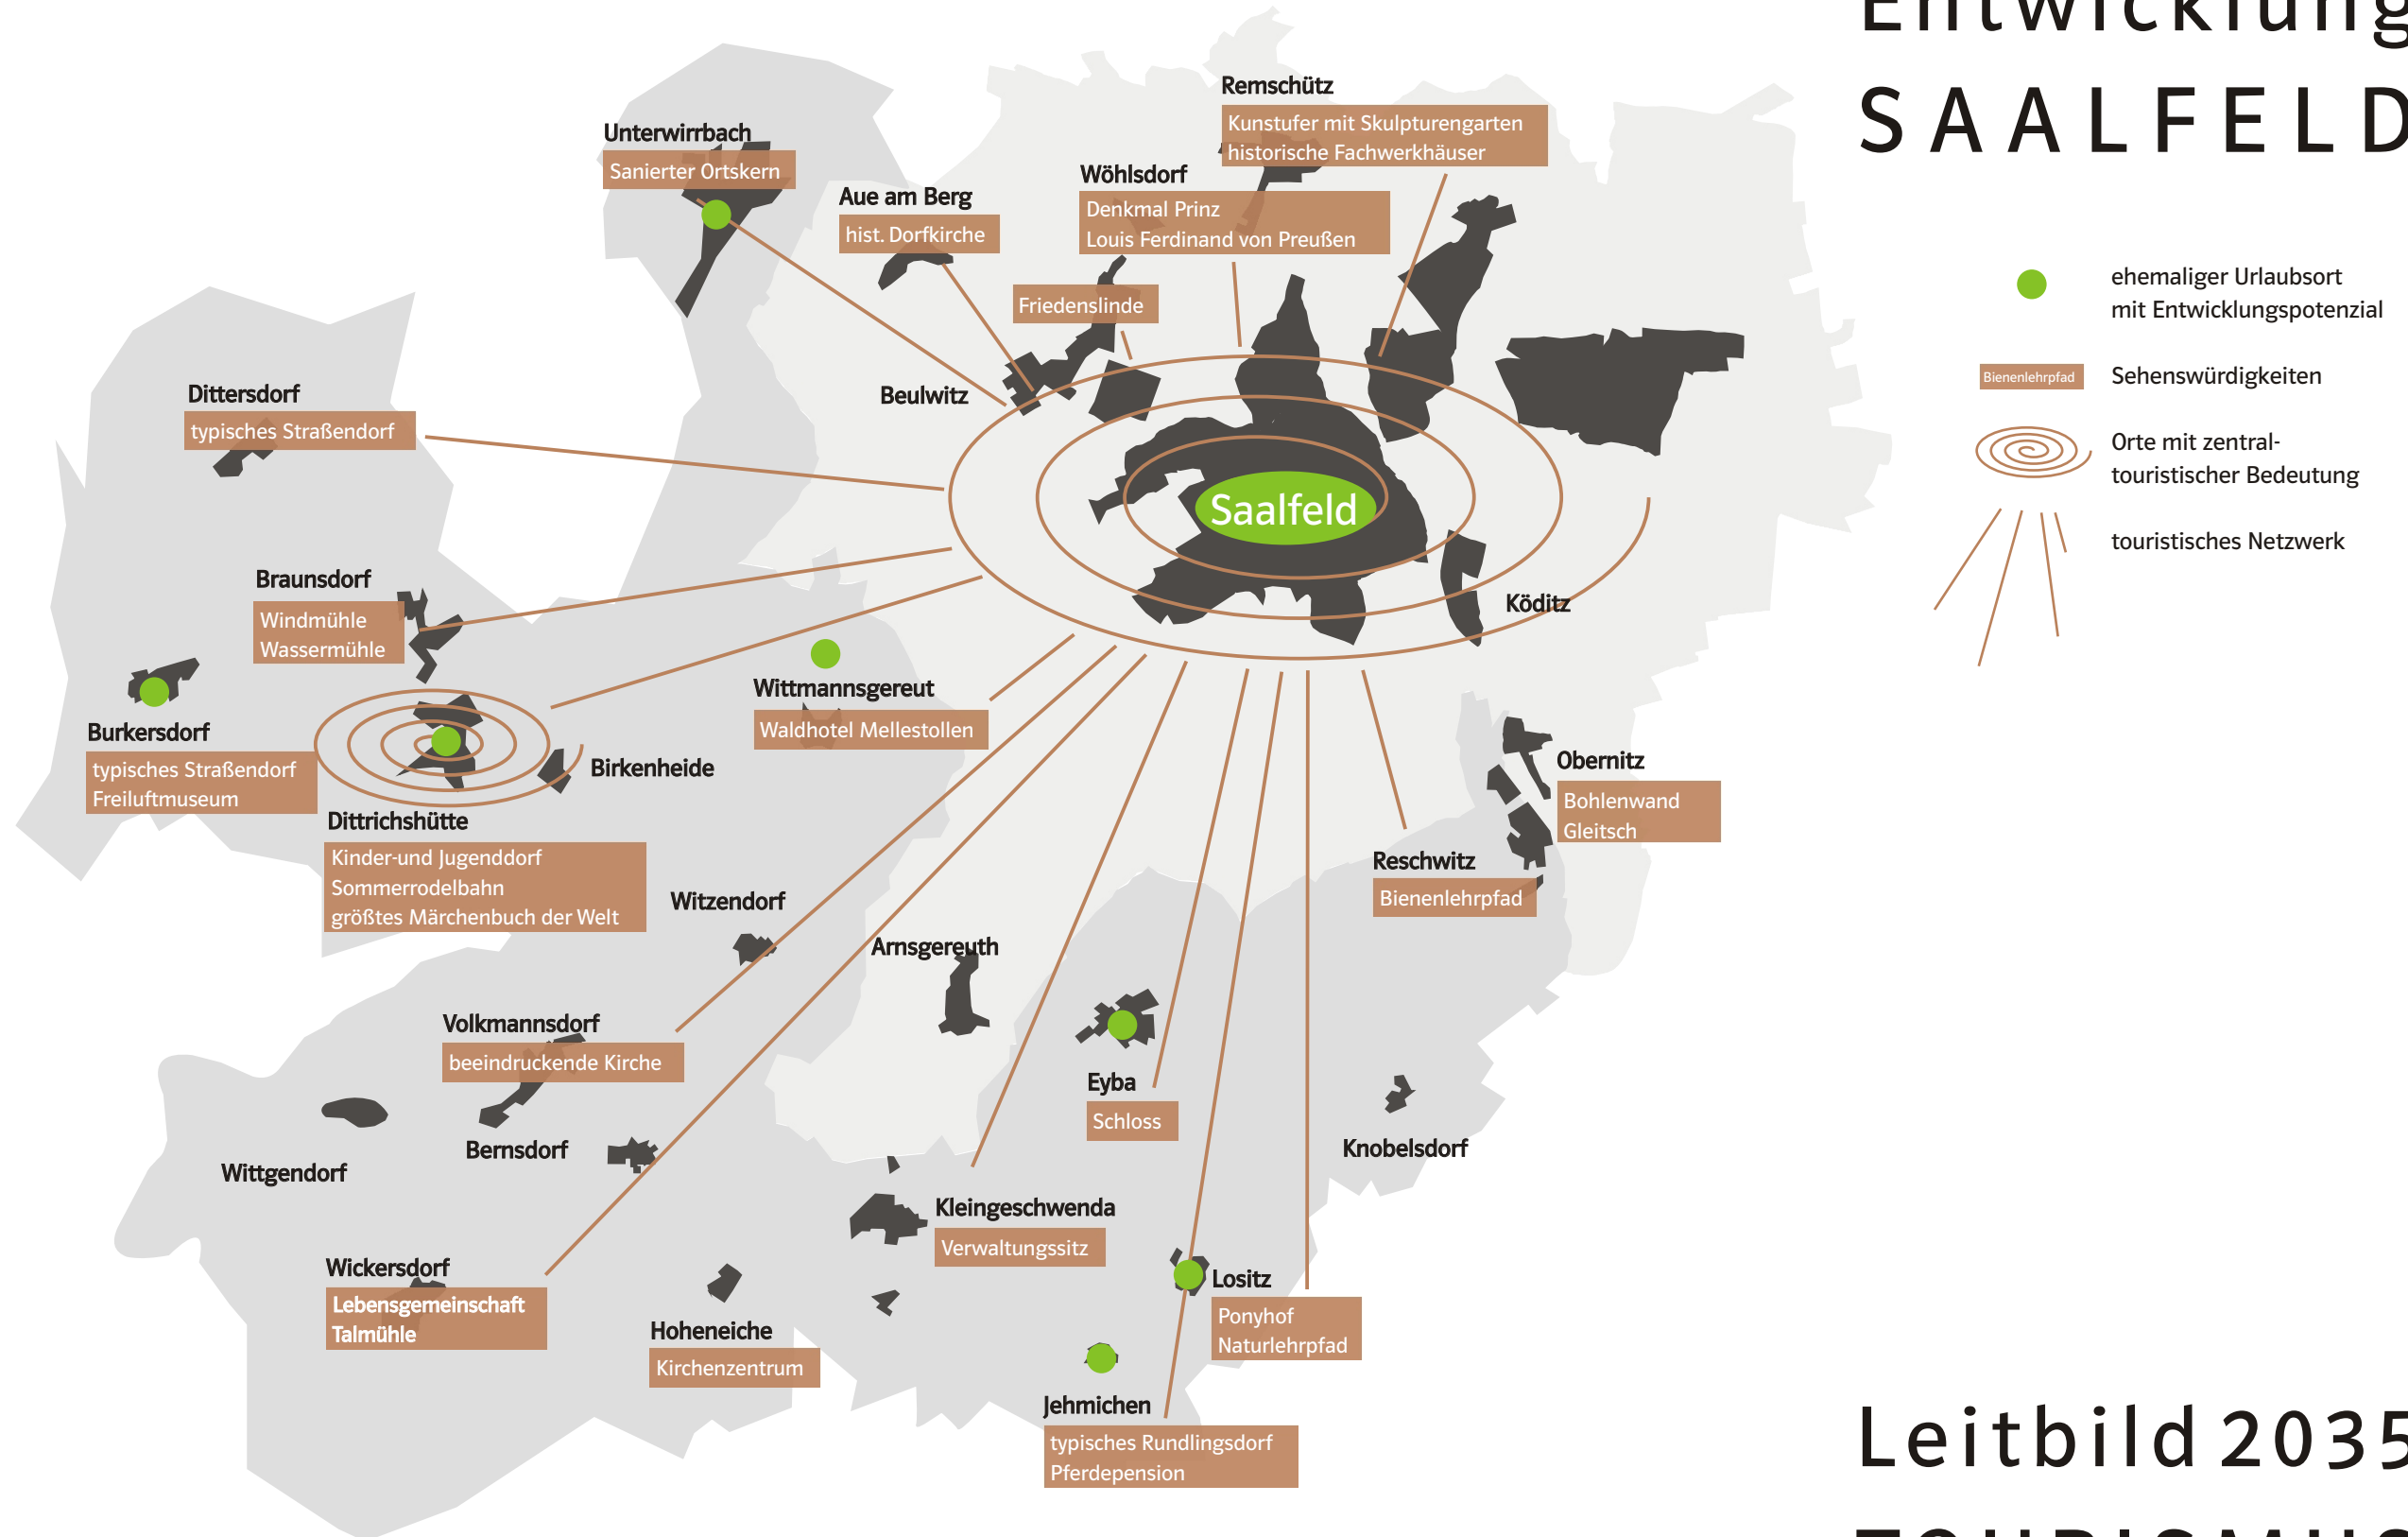 Entwicklung
SAALFELD
Remschütz
Kunstufer mit Skulpturengarten
historische Fachwerkhäuser
Unterwirrbach
Sanierter Ortskern
Wöhlsdorf
Denkmal Prinz
Louis Ferdinand von Preußen
Aue am Berg
hist. Dorfkirche
Friedenslinde
Beulwitz
Dittersdorf
typisches Straßendorf
Saalfeld
Köditz
Braunsdorf
Windmühle
Wassermühle
Wittmannsgereut
Waldhotel Mellestollen
Burkersdorf
typisches Straßendorf
Freiluftmuseum
Birkenheide
Dittrichshütte
Kinder-und Jugenddorf
Sommerrodelbahn
größtes Märchenbuch der Welt
Obernitz
Bohlenwand
Gleitsch
Reschwitz
Bienenlehrpfad
Witzendorf
Arnsgereuth
Volkmannsdorf
beeindruckende Kirche
Eyba
Schloss
Knobelsdorf
Bernsdorf
Wittgendorf
Kleingeschwenda
Verwaltungssitz
Wickersdorf
Lebensgemeinschaft
Talmühle
Lositz
Ponyhof
Naturlehrpfad
Hoheneiche
Kirchenzentrum
Jehmichen
typisches Rundlingsdorf
Pferdepension
ehemaliger Urlaubsort
mit Entwicklungspotenzial
Bienenlehrpfad
Sehenswürdigkeiten
Orte mit zentral-
touristischer Bedeutung
touristisches Netzwerk
Leitbild 2035
TOURISMUS